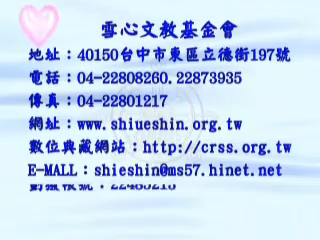 雪心文教基金會
地址：40150台中市東區立德街197號
電話：04-22808260.22873935
傳真：04-22801217
網址：www.shiueshin.org.tw
數位典藏網站：http://crss.org.tw
E-MALL：shieshin@ms57.hinet.net